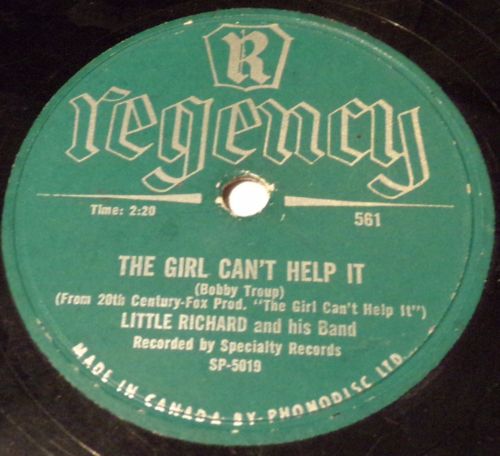 R
regency
Time: 2:20
561
THE GIRL CAN'T HELP IT
(Bobby Troup)
(From 20th Century-Fox Prod. "The Girl Can't Help It")
LITTLE RICHARD and his Band
Recorded by Specialty Records
SP-5019
MADE IN CANADA BY PHONODISC LTD.